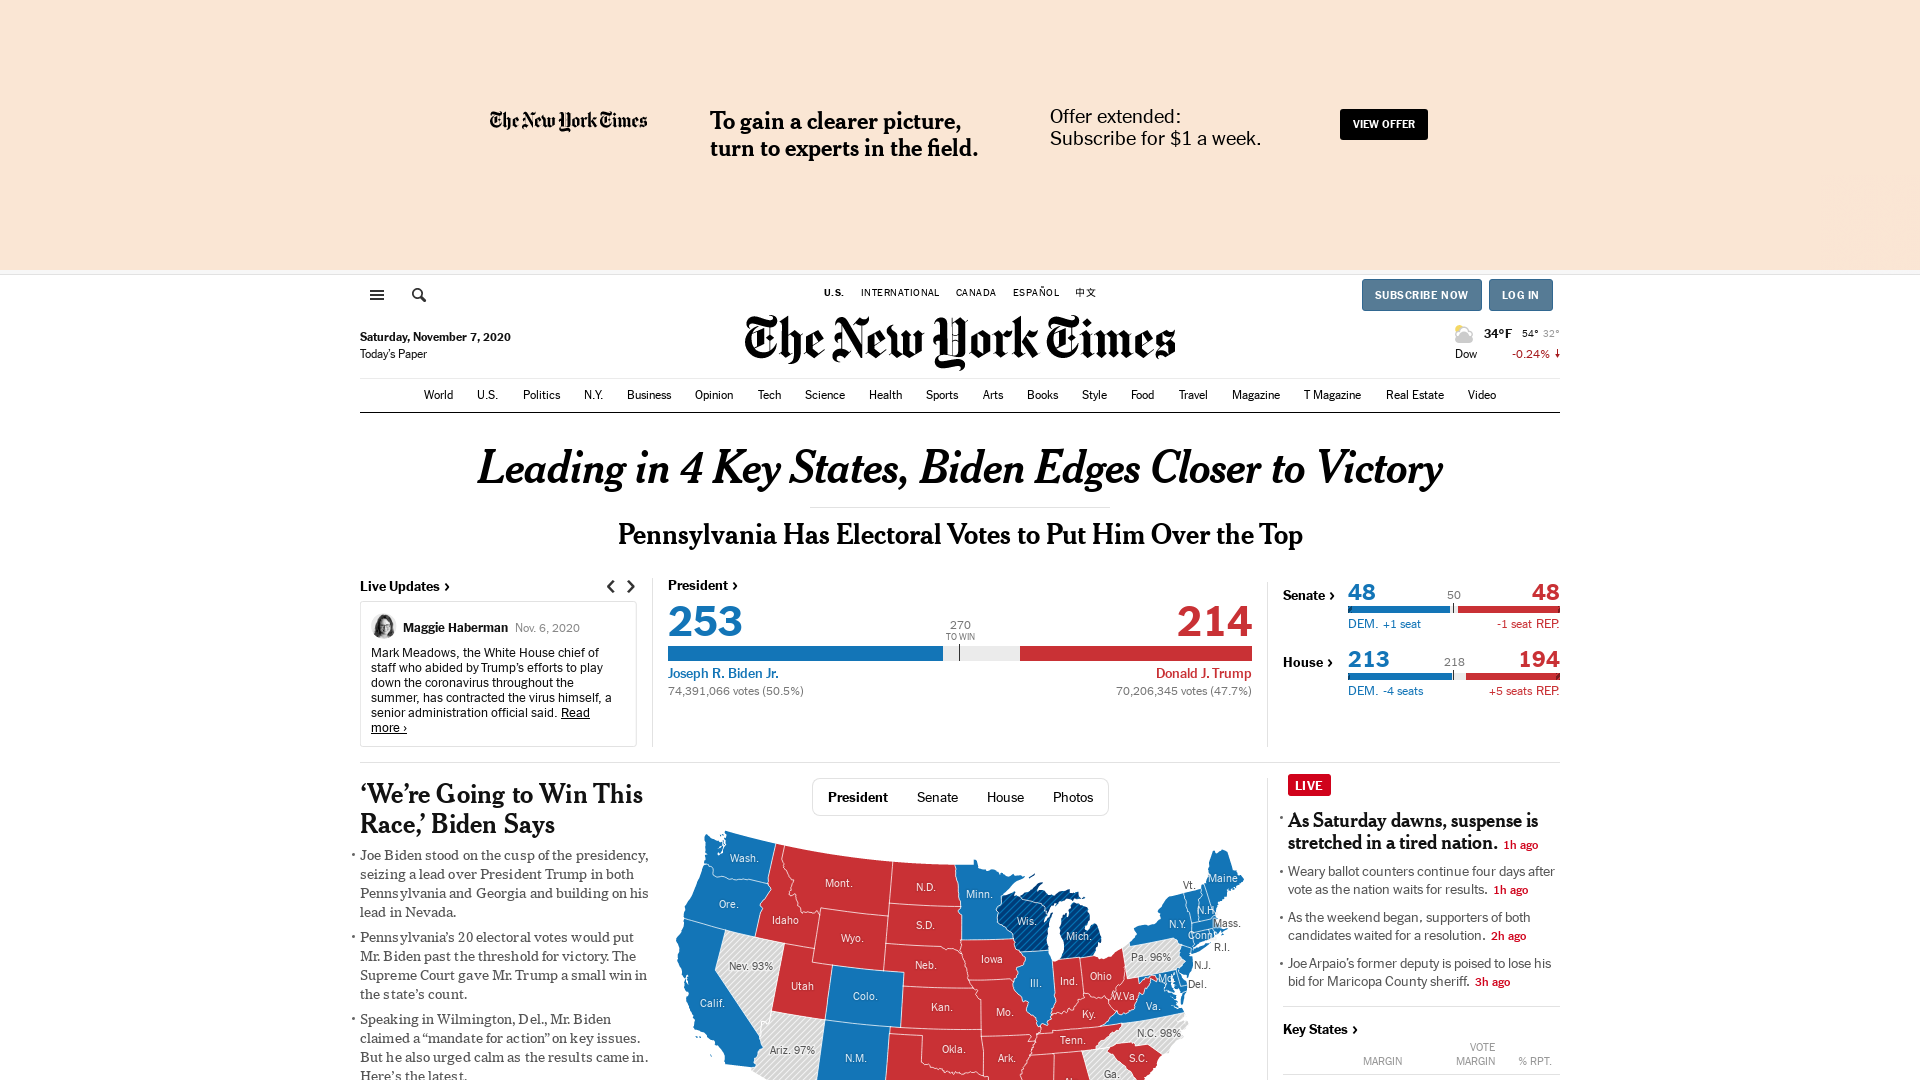 The New York Times
To gain a clearer picture,
turn to experts in the field.
Offer extended:
Subscribe for $1 a week.
VIEW OFFER
U.S. INTERNATIONAL CANADA ESPAÑOL 中文
SUBSCRIBE NOW LOG IN
Saturday, November 7, 2020
Today's Paper
The New York Times
34°F 54° 32°
Dow -0.24%
World U.S. Politics N.Y. Business Opinion Tech Science Health Sports Arts Books Style Food Travel Magazine T Magazine Real Estate Video
Leading in 4 Key States, Biden Edges Closer to Victory
Pennsylvania Has Electoral Votes to Put Him Over the Top
Live Updates ›
Maggie Haberman Nov. 6, 2020
Mark Meadows, the White House chief of
staff who abided by Trump's efforts to play
down the coronavirus throughout the
summer, has contracted the virus himself, a
senior administration official said. Read
more ›
President ›
253 214
270
TO WIN
Joseph R. Biden Jr. Donald J. Trump
74,391,066 votes (50.5%) 70,206,345 votes (47.7%)
Senate › 48 50 48
DEM. +1 seat -1 seat REP.
House › 213 218 194
DEM. -4 seats +5 seats REP.
‘We’re Going to Win This
Race,’ Biden Says
• Joe Biden stood on the cusp of the presidency,
seizing a lead over President Trump in both
Pennsylvania and Georgia and building on his
lead in Nevada.
• Pennsylvania’s 20 electoral votes would put
Mr. Biden past the threshold for victory. The
Supreme Court gave Mr. Trump a small win in
the state’s count.
• Speaking in Wilmington, Del., Mr. Biden
claimed a “mandate for action” on key issues.
But he also urged calm as the results came in.
Here’s the latest.
President Senate House Photos
Wash.
Mont.
N.D.
Minn.
Vt.
Maine
Ore.
Idaho
S.D.
Wis.
N.H.
N.Y.
Mass.
Wyo.
Mich.
Conn.
R.I.
Nev. 93%
Neb.
Iowa
Pa. 96%
N.J.
Utah
Colo.
Ill.
Ind.
Ohio
Md.
Del.
Calif.
Kan.
Mo.
W.Va.
Va.
Ky.
N.C. 98%
Ariz. 97%
N.M.
Okla.
Ark.
Tenn.
S.C.
Ga.
LIVE
• As Saturday dawns, suspense is
stretched in a tired nation. 1h ago
• Weary ballot counters continue four days after
vote as the nation waits for results. 1h ago
• As the weekend began, supporters of both
candidates waited for a resolution. 2h ago
• Joe Arpaio’s former deputy is poised to lose his
bid for Maricopa County sheriff. 3h ago
Key States ›
VOTE
MARGIN MARGIN % RPT.